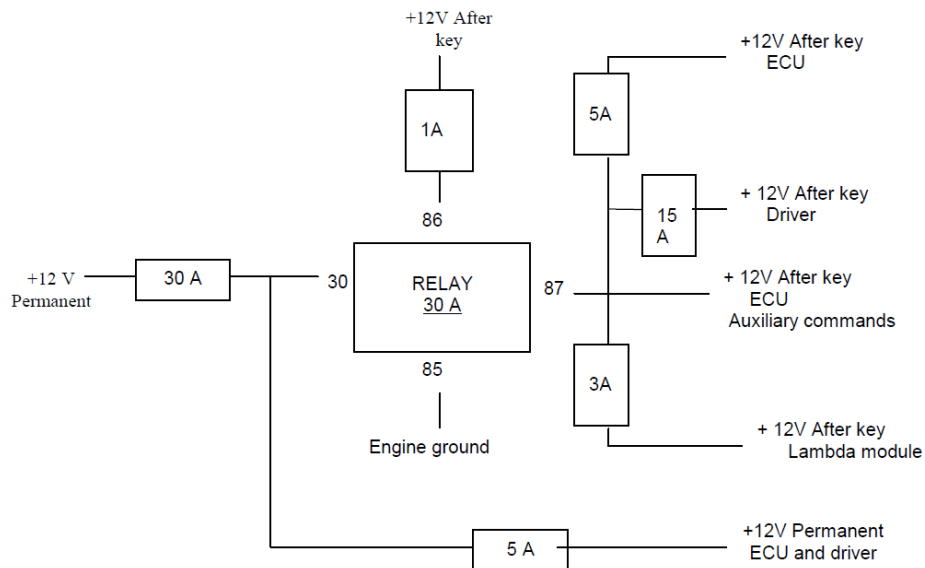 +12V After
key
+12V After key
ECU
1A
5A
+ 12V After key
Driver
15
A
86
+12 V
Permanent
30 A
30
RELAY
30 A
87
+ 12V After key
ECU
Auxiliary commands
85
3A
Engine ground
+ 12V After key
Lambda module
5 A
+12V Permanent
ECU and driver